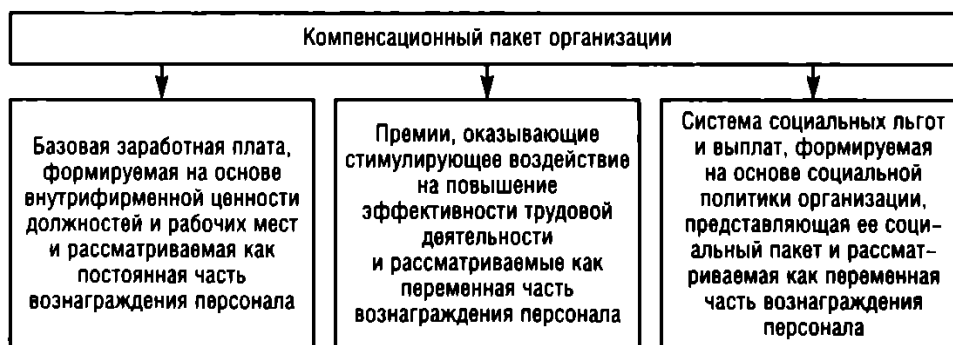 Компенсационный пакет организации
Базовая заработная плата,
формируемая на основе
внутрифирменной ценности
должностей и рабочих мест
и рассматриваемая как
постоянная часть
вознаграждения персонала
Премии, оказывающие
стимулирующее воздействие
на повышение
эффективности трудовой
деятельности
и рассматриваемые как
переменная часть
вознаграждения персонала
Система социальных льгот
и выплат, формируемая
на основе социальной
политики организации,
представляющая ее соци-
альный пакет и рассмат-
риваемая как переменная
часть вознаграждения
персонала